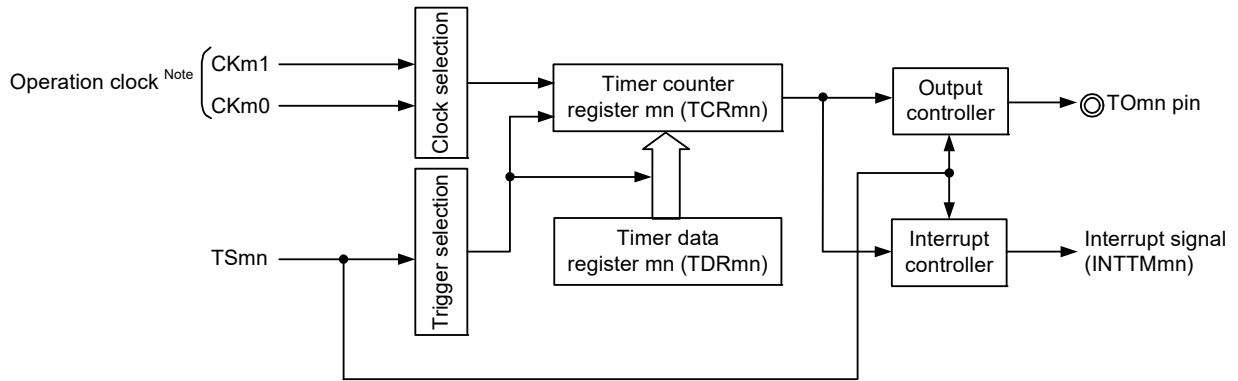 Operation clock Note
CKm1
CKm0
Clock selection
Timer counter
register mn (TCRmn)
Output
controller
TOmn pin
TSmn
Trigger selection
Timer data
register mn (TDRmn)
Interrupt
controller
Interrupt signal
(INTTMmn)